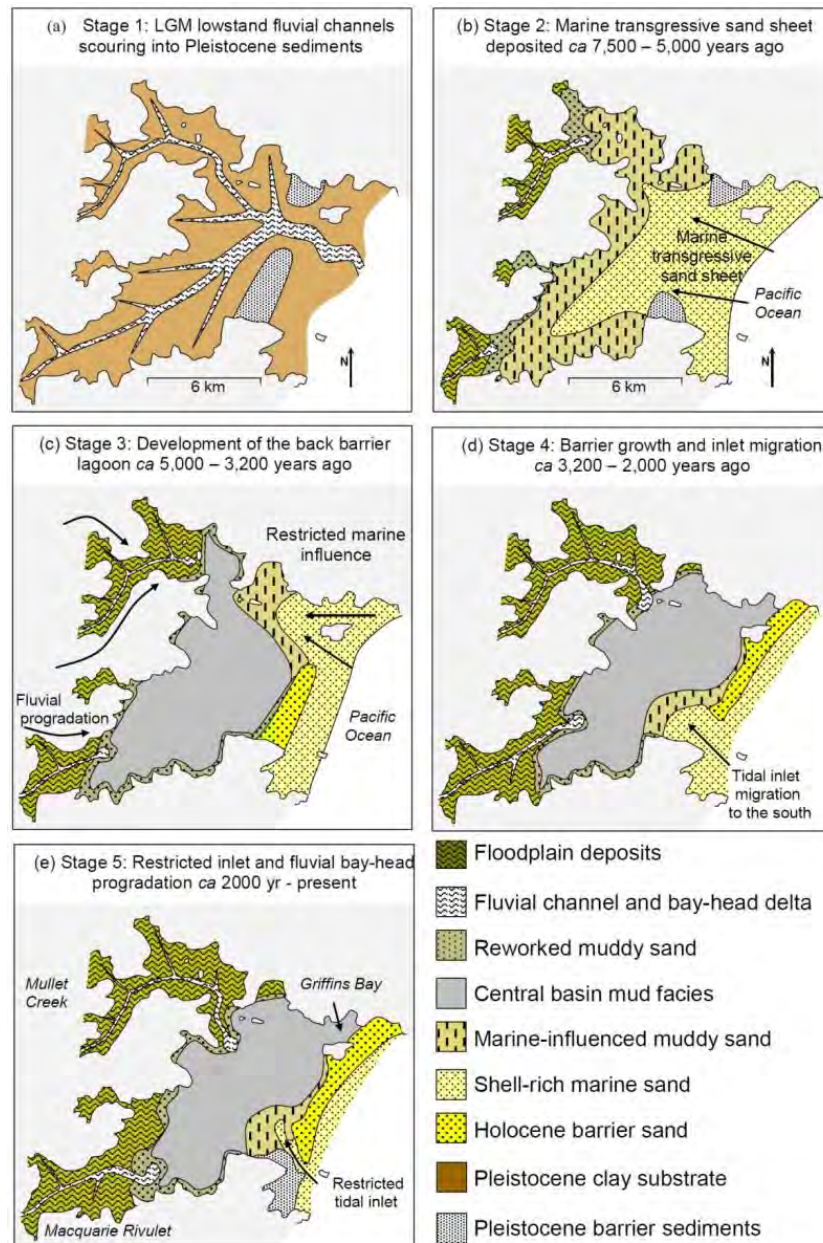 (a) Stage 1: LGM lowstand fluvial channels
scouring into Pleistocene sediments
6 km
N
(b) Stage 2: Marine transgressive sand sheet
deposited ca 7,500 – 5,000 years ago
Marine
transgressive
sand sheet
Pacific
Ocean
6 km
N
(c) Stage 3: Development of the back barrier
lagoon ca 5,000 – 3,200 years ago
Restricted marine
influence
Fluvial
progradation
Pacific
Ocean
(d) Stage 4: Barrier growth and inlet migration
ca 3,200 – 2,000 years ago
Tidal inlet
migration
to the south
(e) Stage 5: Restricted inlet and fluvial bay-head
progradation ca 2000 yr - present
Mullet
Creek
Griffins Bay
Restricted
tidal inlet
Macquarie Rivulet
Floodplain deposits
Fluvial channel and bay-head delta
Reworked muddy sand
Central basin mud facies
Marine-influenced muddy sand
Shell-rich marine sand
Holocene barrier sand
Pleistocene clay substrate
Pleistocene barrier sediments